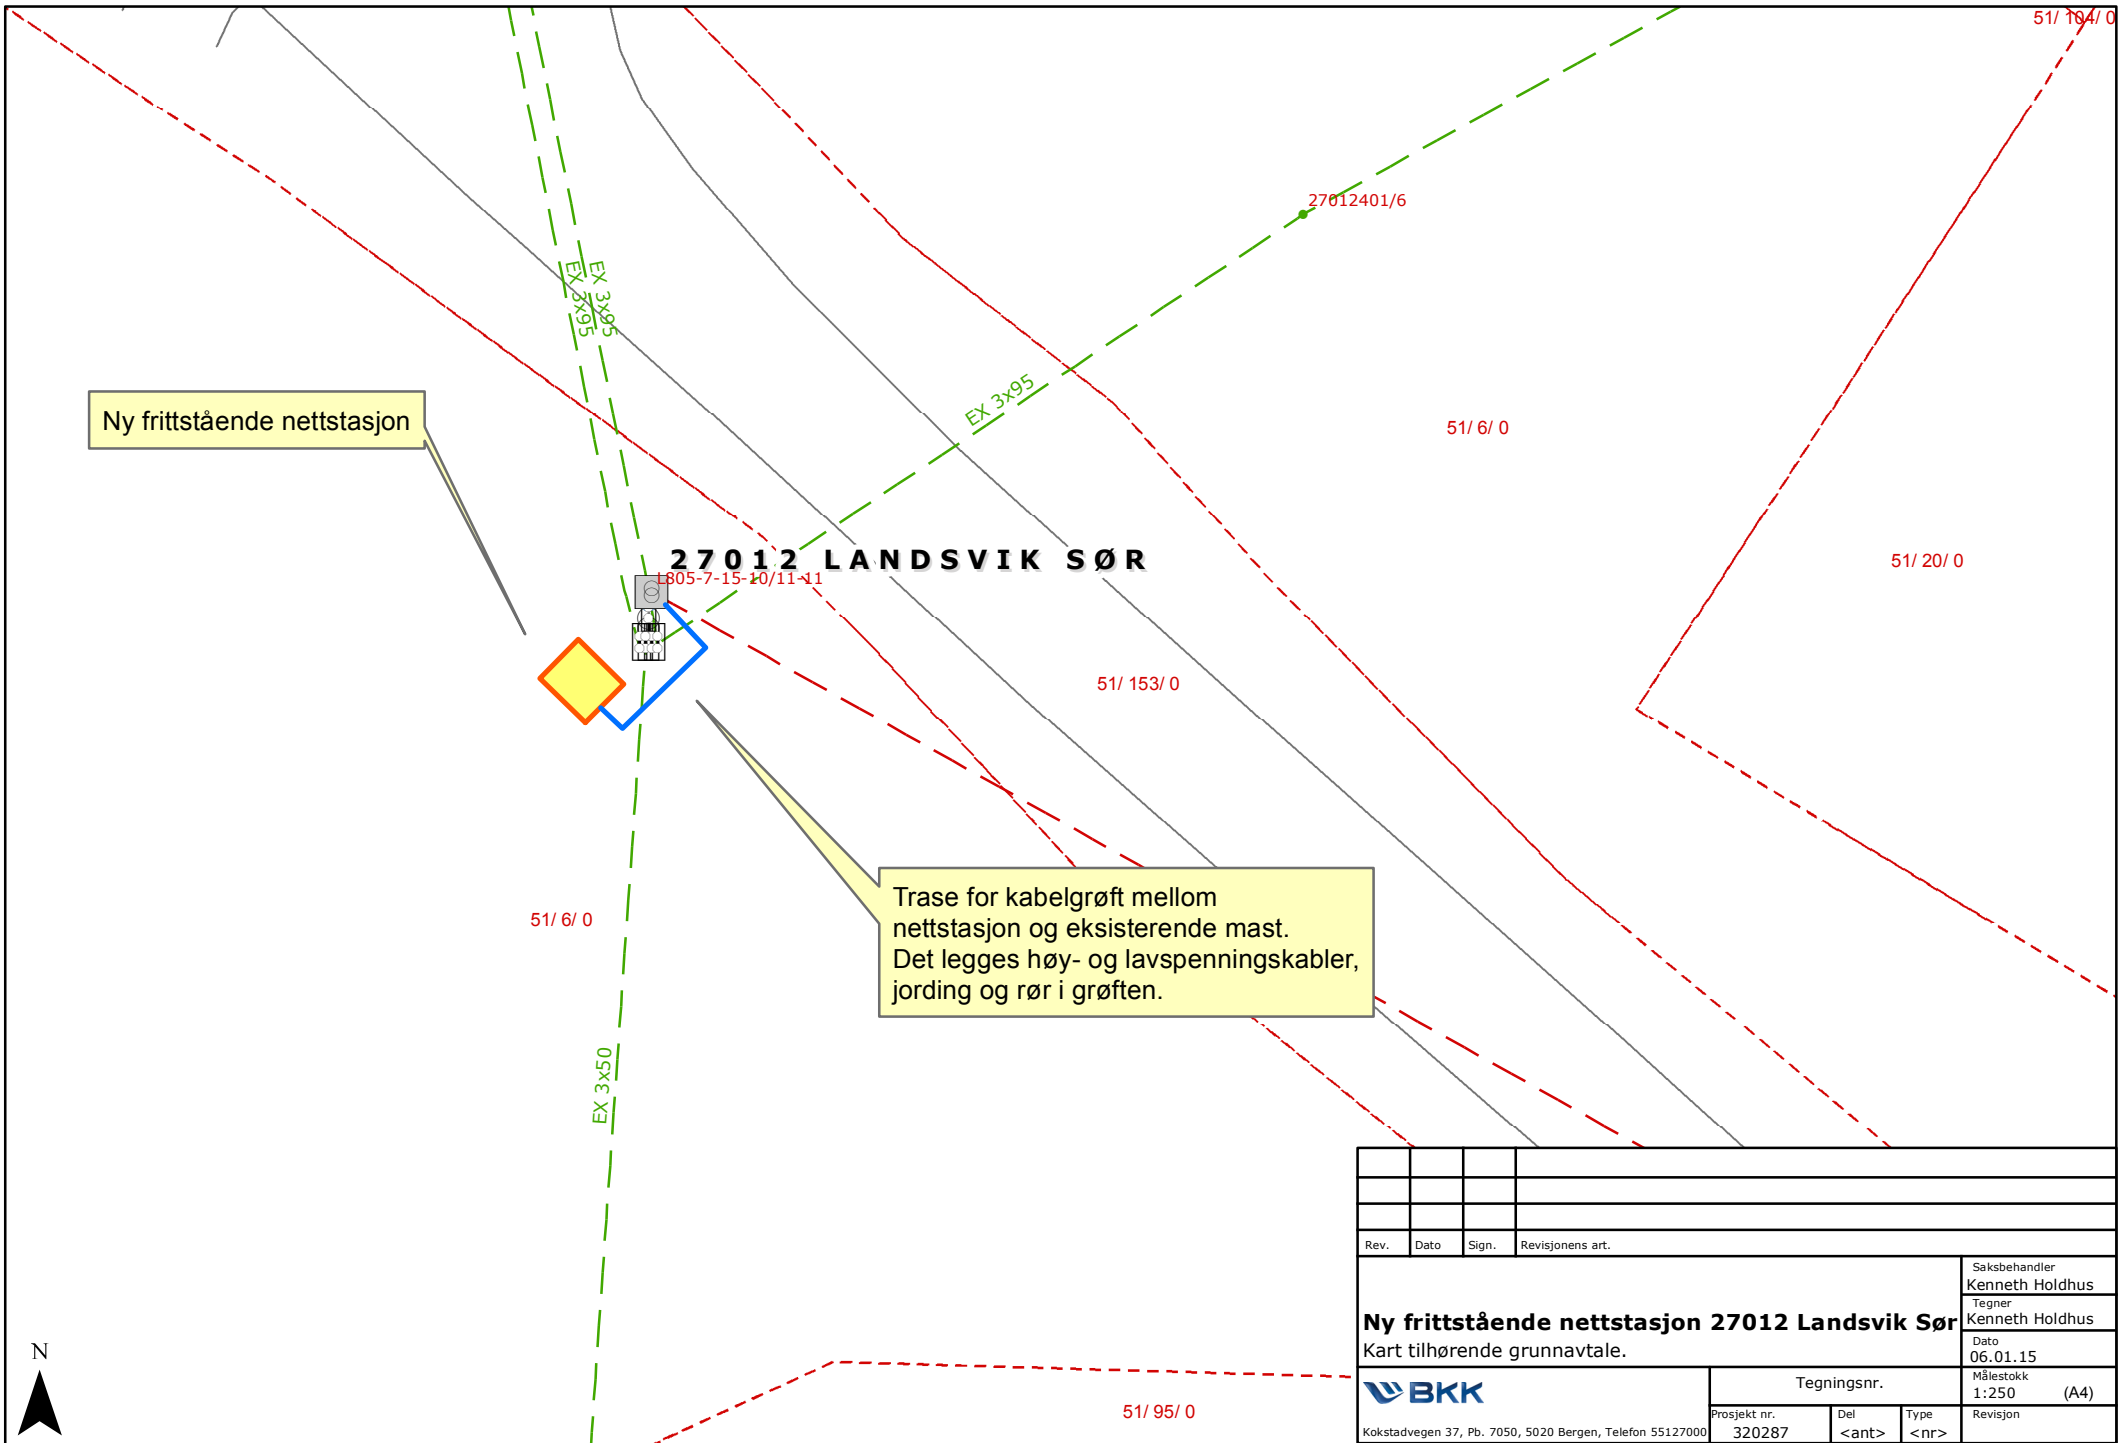 51/ 104/ 0
27012401/6
EX 3x95
EX 3x95
EX 3x95
Ny frittstående nettstasjon
51/ 6/ 0
27012 LANDSVIK SØR
L805-7-15-10/11-11
51/ 20/ 0
51/ 153/ 0
Trase for kabelgrøft mellom
nettstasjon og eksisterende mast.
Det legges høy- og lavspenningskabler,
jording og rør i grøften.
51/ 6/ 0
EX 3x50
51/ 95/ 0
N
Rev. Dato Sign. Revisjonens art.
Ny frittstående nettstasjon 27012 Landsvik Sør
Kart tilhørende grunnavtale.
Saksbehandler
Kenneth Holdhus
Tegner
Kenneth Holdhus
Dato
06.01.15
Målestokk
1:250 (A4)
Revisjon
BKK
Kokstadvegen 37, Pb. 7050, 5020 Bergen, Telefon 55127000
Tegningsnr.
Prosjekt nr. Del Type
320287 <ant> <nr>